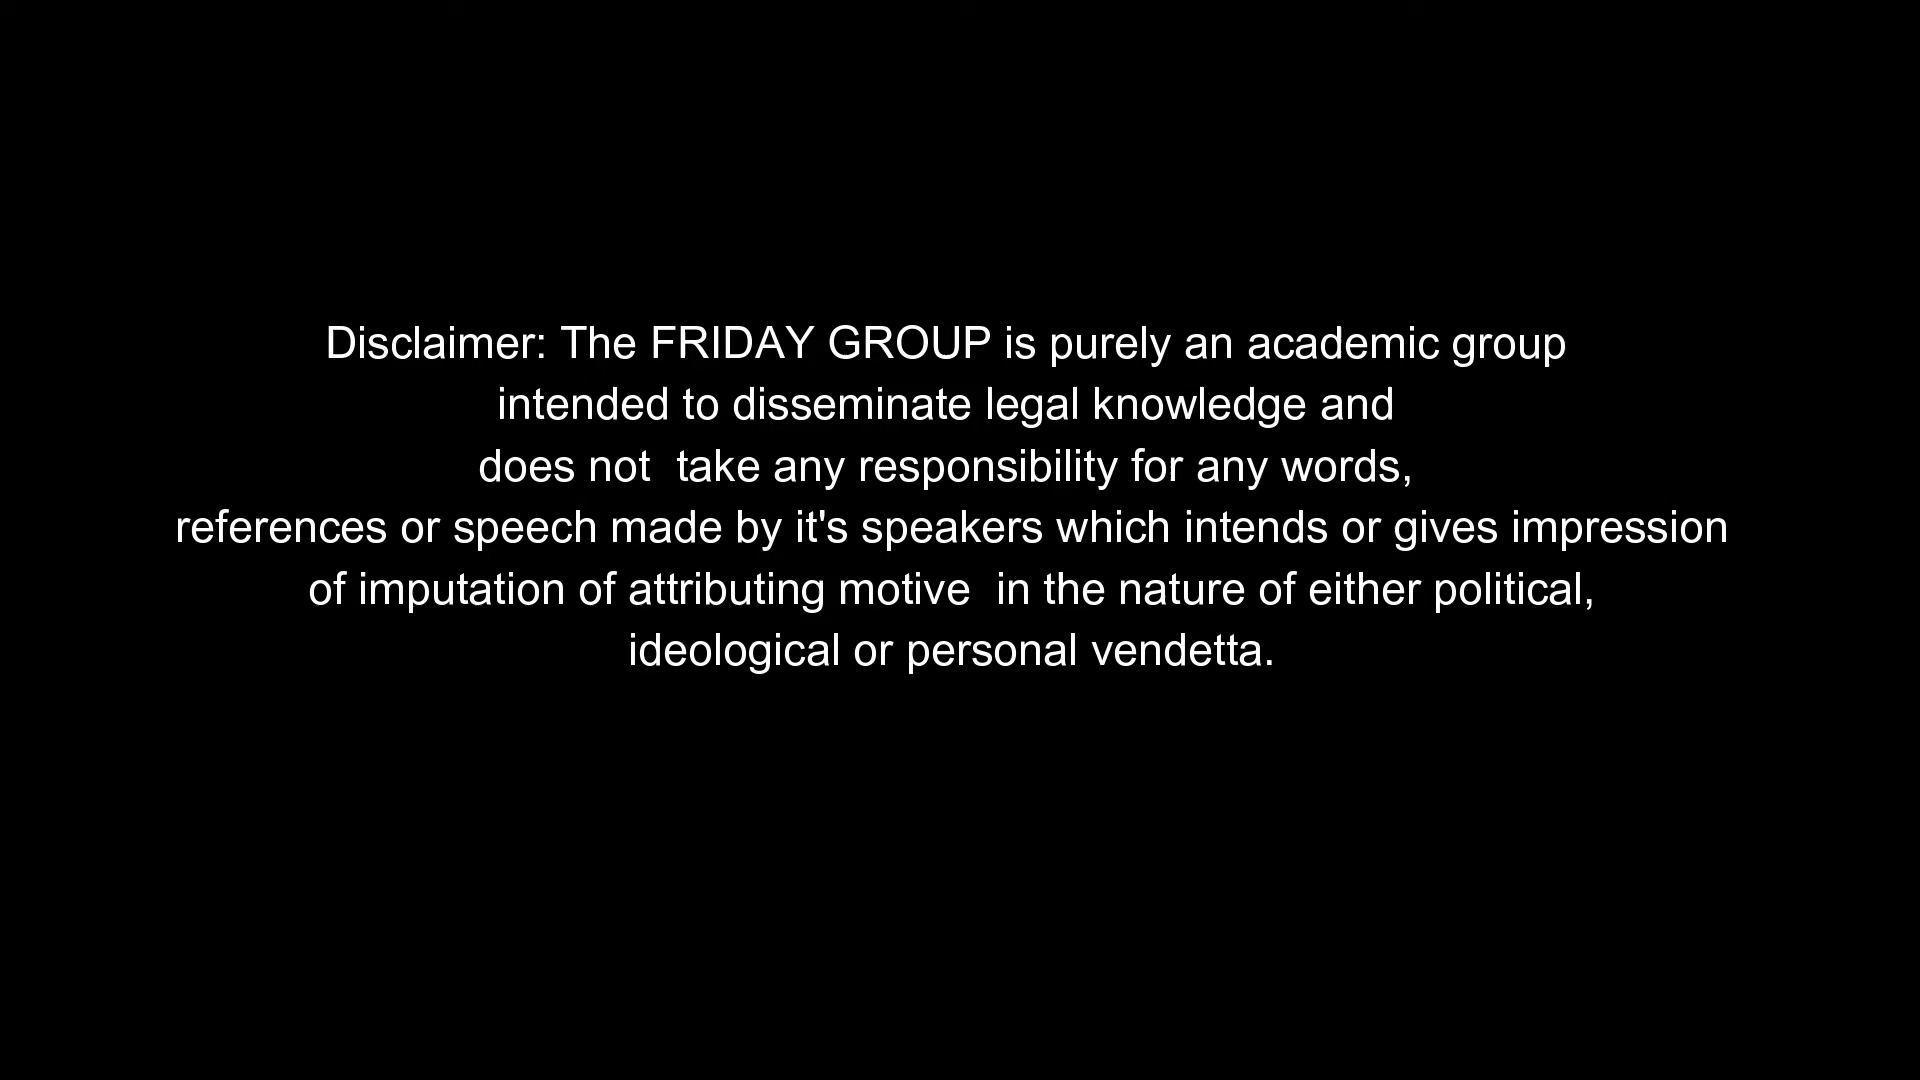 Disclaimer: The FRIDAY GROUP is purely an academic group
intended to disseminate legal knowledge and
does not  take any responsibility for any words,
references or speech made by it's speakers which intends or gives impression
of imputation of attributing motive  in the nature of either political,
ideological or personal vendetta.